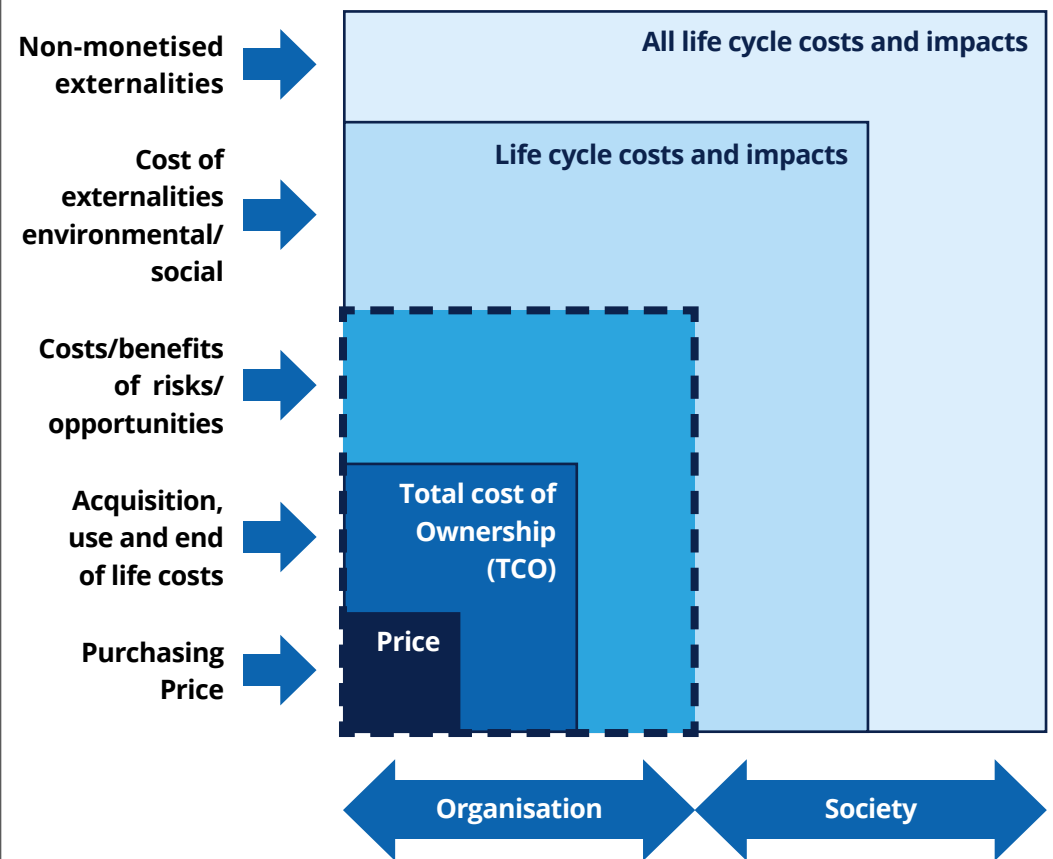 Non-monetised
externalities
All life cycle costs and impacts
Cost of
externalities
environmental/
social
Life cycle costs and impacts
Costs/benefits
of risks/
opportunities
Acquisition,
use and end
of life costs
Total cost of
Ownership
(TCO)
Purchasing
Price
Price
Organisation
Society